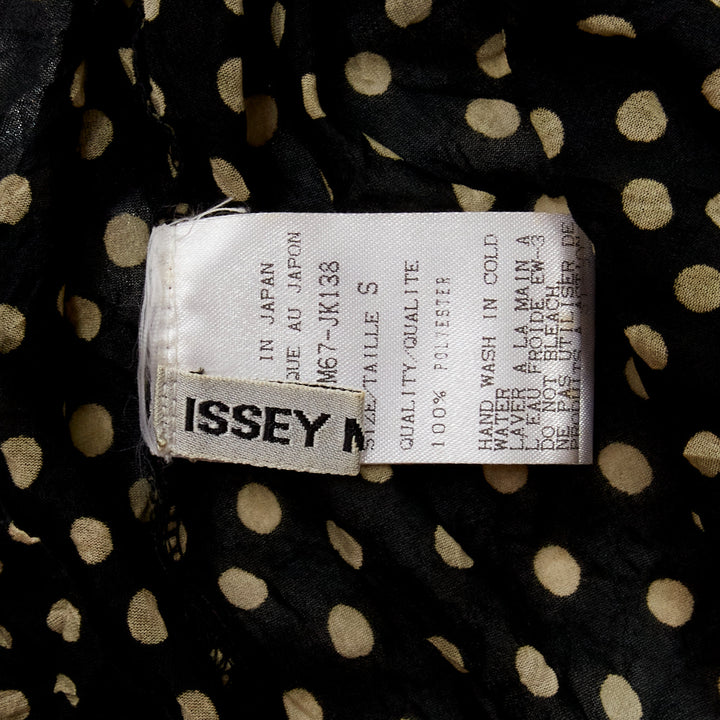 ISSEY M
IN JAPAN
QUE AU JAPON
M67-JK138
SIZE/TAILLE S
QUALITY/QUALITE
100% POLYESTER
HAND WASH IN COLD
WATER
LAVER A LA MAIN A
L'EAU FROIDE EW-3
DO NOT BLEACH.
NE PAS UTILISER DE
PRODUITS A